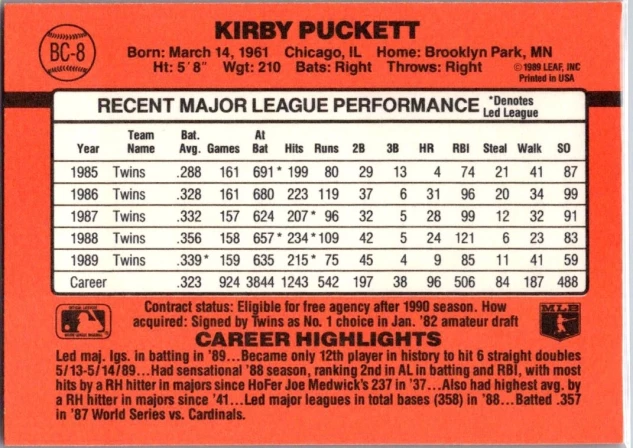 BC-8
KIRBY PUCKETT
Born: March 14, 1961 Chicago, IL Home: Brooklyn Park, MN
Ht: 5'8" Wgt: 210 Bats: Right Throws: Right
©1989 LEAF, INC
Printed in USA
RECENT MAJOR LEAGUE PERFORMANCE *Denotes
Led League
Year Team Name Bat. Avg. Games At Bat Hits Runs 2B 3B HR RBI Steal Walk SO
1985 Twins .288 161 691* 199 80 29 13 4 74 21 41 87
1986 Twins .328 161 680 223 119 37 6 31 96 20 34 99
1987 Twins .332 157 624 207* 96 32 5 28 99 12 32 91
1988 Twins .356 158 657* 234* 109 42 5 24 121 6 23 83
1989 Twins .339* 159 635 215* 75 45 4 9 85 11 41 59
Career .323 924 3844 1243 542 197 38 96 506 84 187 488
Contract status: Eligible for free agency after 1990 season. How
acquired: Signed by Twins as No. 1 choice in Jan. '82 amateur draft
MLB
CAREER HIGHLIGHTS
Led maj. lgs. in batting in '89...Became only 12th player in history to hit 6 straight doubles
5/13-5/14/89...Had sensational '88 season, ranking 2nd in AL in batting and RBI, with most
hits by a RH hitter in majors since HoFer Joe Medwick's 237 in '37...Also had highest avg. by
a RH hitter in majors since '41...Led major leagues in total bases (358) in '88...Batted .357
in '87 World Series vs. Cardinals.